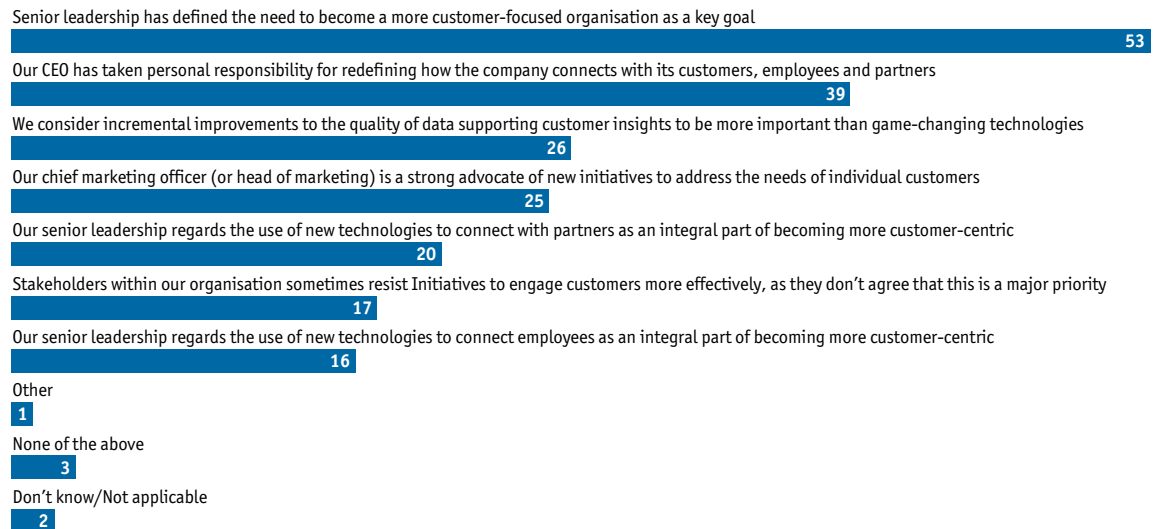 Senior leadership has defined the need to become a more customer-focused organisation as a key goal
53
Our CEO has taken personal responsibility for redefining how the company connects with its customers, employees and partners
39
We consider incremental improvements to the quality of data supporting customer insights to be more important than game-changing technologies
26
Our chief marketing officer (or head of marketing) is a strong advocate of new initiatives to address the needs of individual customers
25
Our senior leadership regards the use of new technologies to connect with partners as an integral part of becoming more customer-centric
20
Stakeholders within our organisation sometimes resist Initiatives to engage customers more effectively, as they don’t agree that this is a major priority
17
Our senior leadership regards the use of new technologies to connect employees as an integral part of becoming more customer-centric
16
Other
1
None of the above
3
Don’t know/Not applicable
2